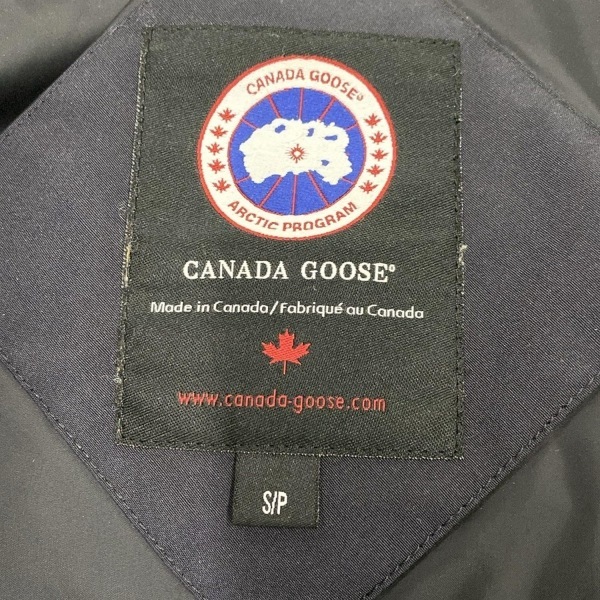 CANADA GOOSE®
ARCTIC PROGRAM
CANADA GOOSE®
Made in Canada/Fabriqué au Canada
www.canada-goose.com
S/P